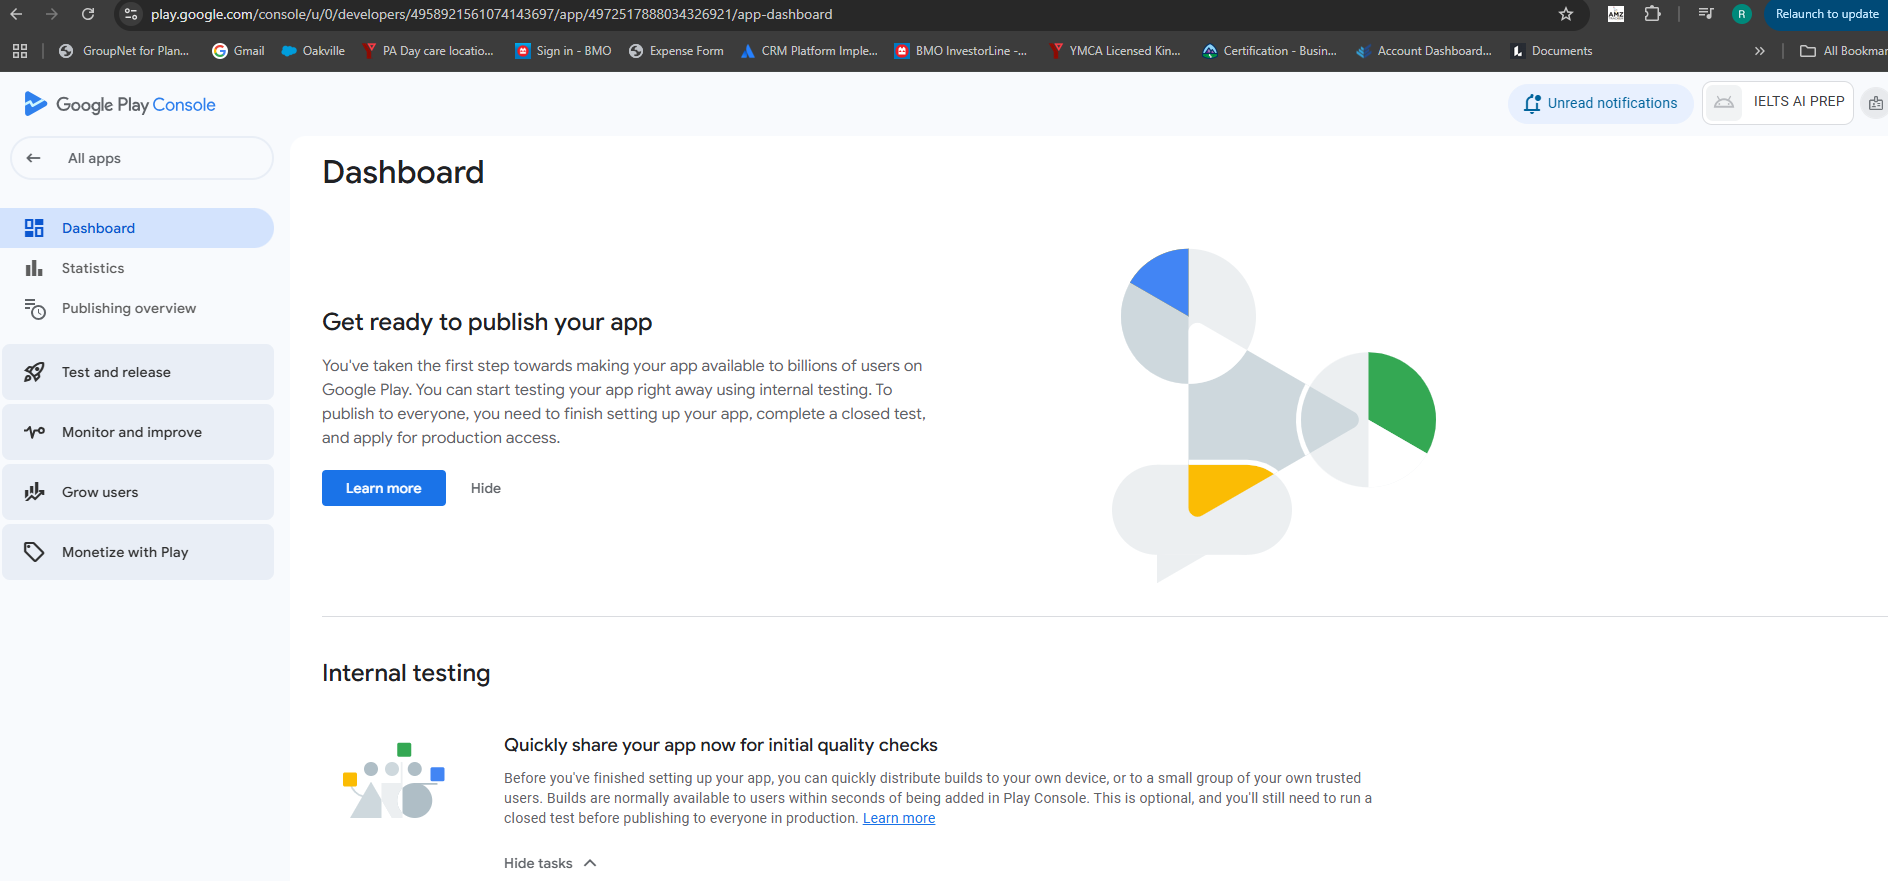 play.google.com/console/u/0/developers/4958921561074143697/app/4972517888034326921/app-dashboard
AMZ
R
Relaunch to update
GroupNet for Plan...
Gmail
Oakville
PA Day care locatio...
Sign in - BMO
Expense Form
CRM Platform Imple...
BMO InvestorLine -...
YMCA Licensed Kin...
Certification - Busin...
Account Dashboard...
Documents
»
All Bookmar
Google Play Console
Unread notifications
IELTS AI PREP
All apps
Dashboard
Statistics
Publishing overview
Test and release
Monitor and improve
Grow users
Monetize with Play
Dashboard
Get ready to publish your app
You've taken the first step towards making your app available to billions of users on
Google Play. You can start testing your app right away using internal testing. To
publish to everyone, you need to finish setting up your app, complete a closed test,
and apply for production access.
Learn more
Hide
Internal testing
Quickly share your app now for initial quality checks
Before you've finished setting up your app, you can quickly distribute builds to your own device, or to a small group of your own trusted
users. Builds are normally available to users within seconds of being added in Play Console. This is optional, and you'll still need to run a
closed test before publishing to everyone in production. Learn more
Hide tasks